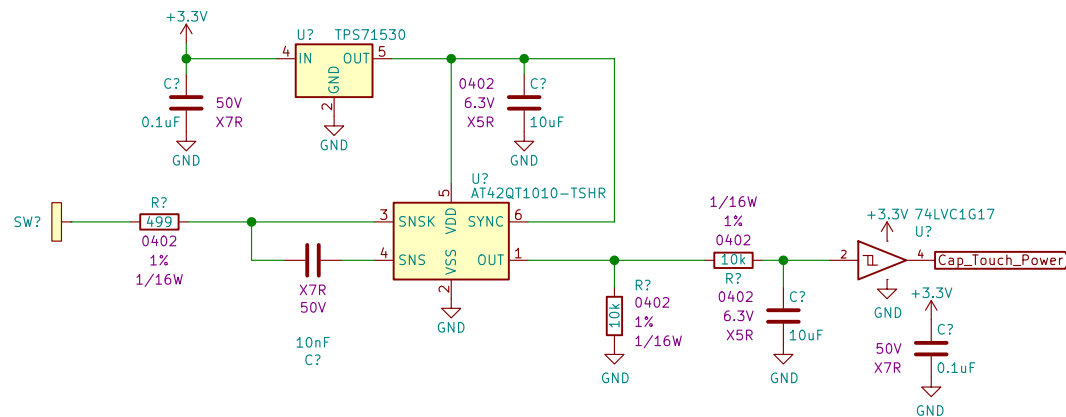 +3.3V
U? TPS71530
4 IN OUT 5
GND
2
GND
C?
50V
0.1uF X7R
GND
0402 C?
6.3V
X5R 10uF
GND
U?
AT42QT1010-TSHR
5
3 SNSK VDD SYNC 6
4 SNS VSS OUT 1
2
GND
SW?
R?
499
0402
1%
1/16W
X7R
50V
10nF
C?
R?
10k 0402
1%
1/16W
GND
1/16W
1%
0402
10k
R?
0402 C?
6.3V
X5R 10uF
GND
+3.3V 74LVC1G17
U?
2 4 Cap_Touch_Power
GND
+3.3V
C?
50V
X7R 0.1uF
GND